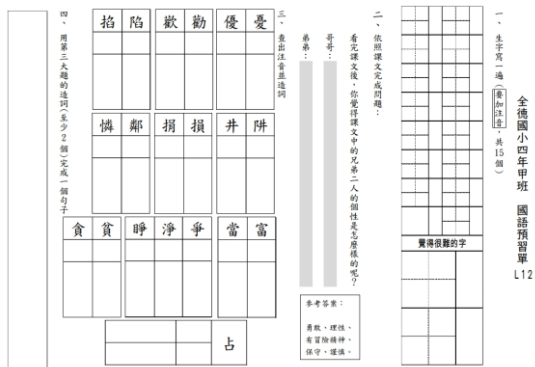 全德國小四年甲班　國語預習單 L12
一、生字寫一遍（要加注音，共15個）
覺得很難的字
二、依照課文完成問題：
看完課文後，你覺得課文中的兄弟二人的個性是怎麼樣的呢？
哥哥：
弟弟：
參考答案：
勇敢、理性、
有冒險精神、
保守、謹慎。
三、查出注音並造詞
憂 優 勸 歡 陷 掐
阱 井 損 捐 鄰 憐
富 當 爭 淨 睜 貧 貪
占
四、用第三大題的造詞(至少2個)完成一個句子